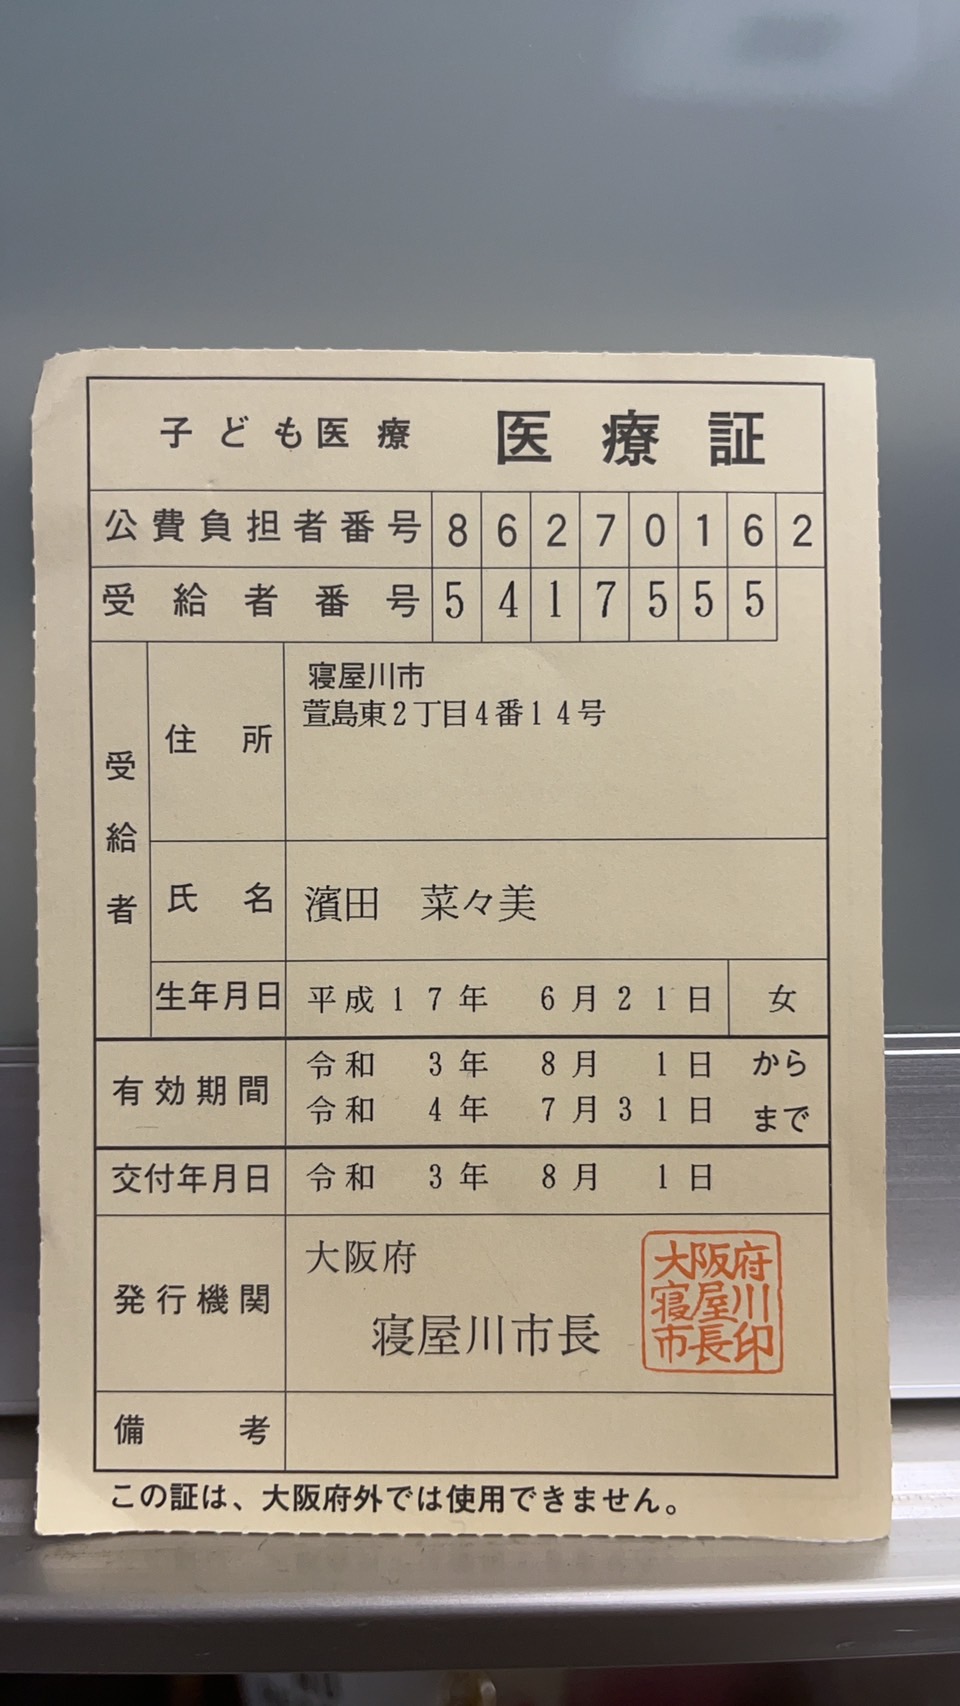 子ども医療 医療証
公費負担者番号 8 6 2 7 0 1 6 2
受給者番号 5 4 1 7 5 5 5
受給者
住所 寝屋川市
萱島東2丁目4番14号
氏名 濱田 菜々美
生年月日 平成17年 6月21日 女
有効期間 令和 3年 8月 1日 から
令和 4年 7月31日 まで
交付年月日 令和 3年 8月 1日
発行機関 大阪府
寝屋川市長
大阪府
寝屋川
市長印
備考
この証は、大阪府外では使用できません。